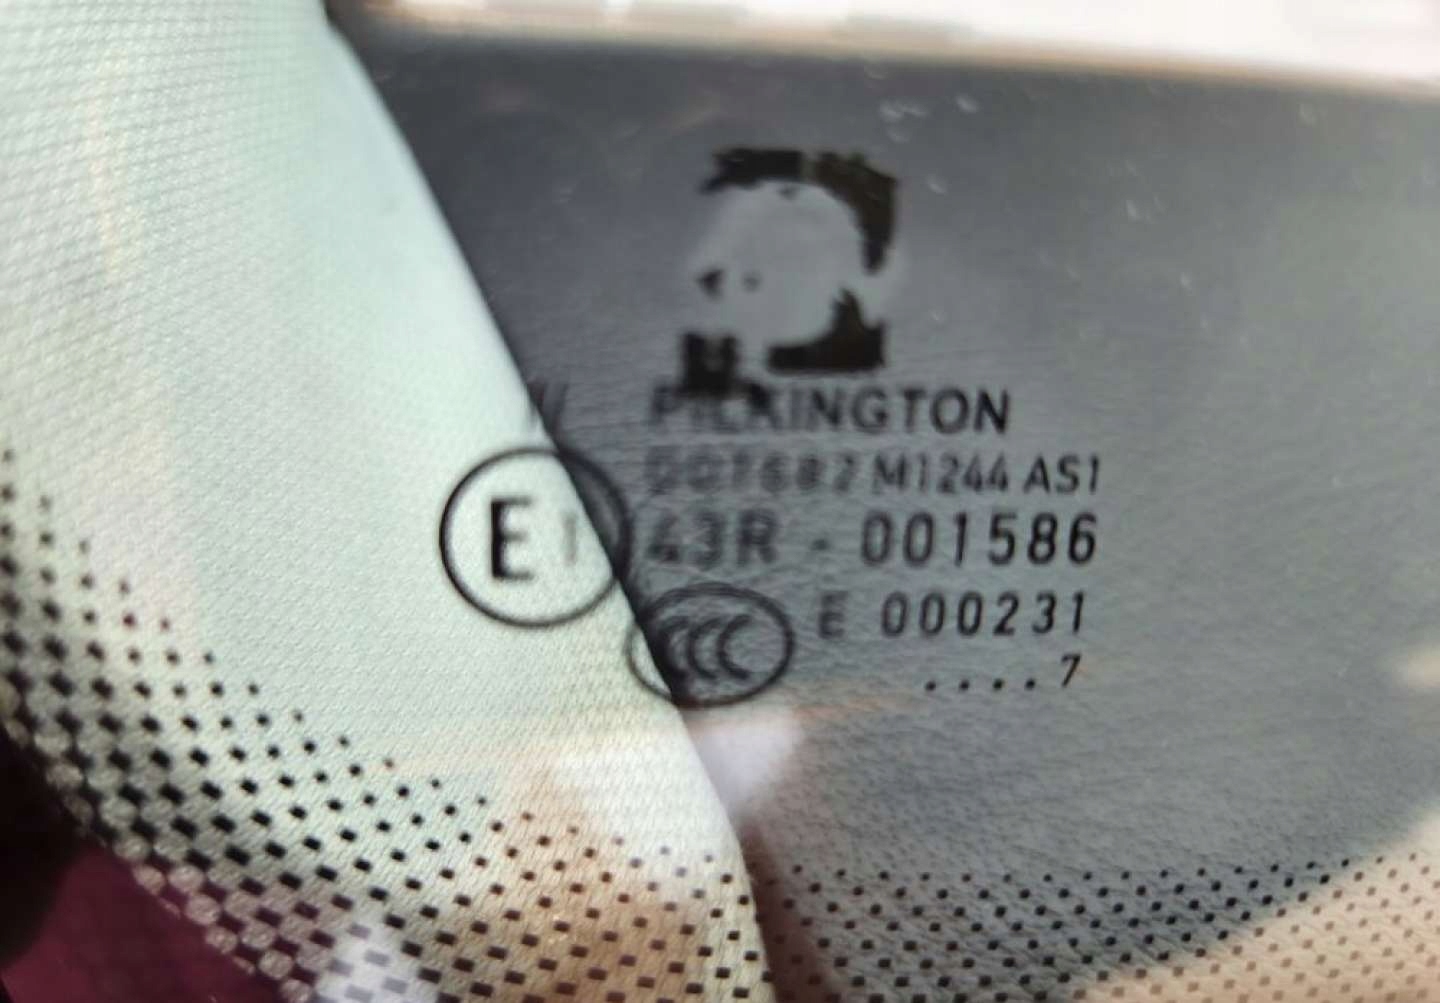 PILKINGTON
DOT682 M1244 AS1
E1
43R - 001586
CCC
E 000231
....7